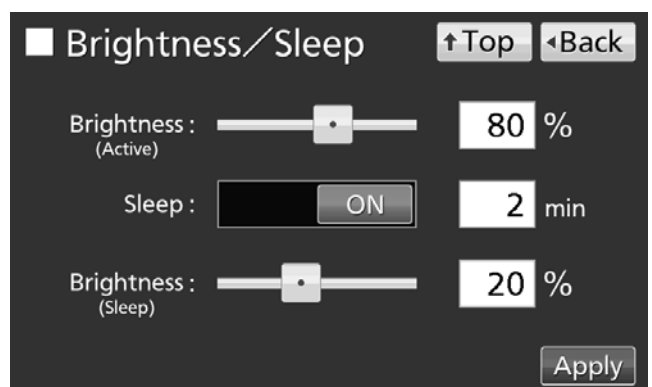 Brightness／Sleep
↑Top
◂Back
Brightness : 80 %
(Active)
Sleep : ON 2 min
Brightness : 20 %
(Sleep)
Apply